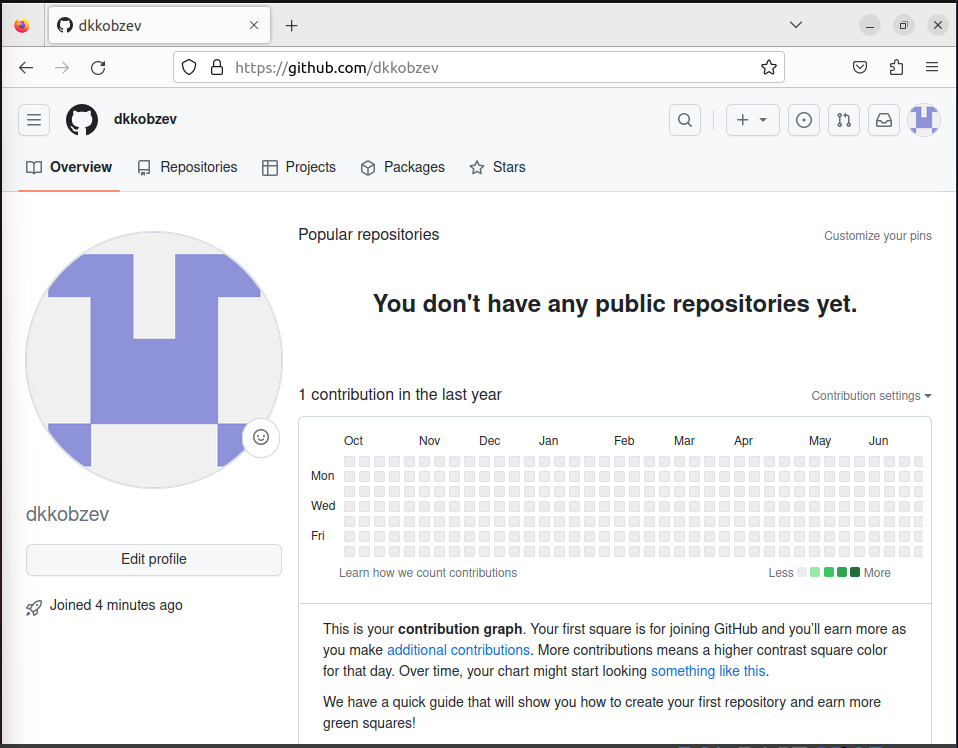 dkkobzev
https://github.com/dkkobzev
dkkobzev
Overview Repositories Projects Packages Stars
Popular repositories Customize your pins
You don't have any public repositories yet.
1 contribution in the last year Contribution settings
Oct Nov Dec Jan Feb Mar Apr May Jun
Mon
Wed
Fri
Learn how we count contributions Less More
dkkobzev
Edit profile
Joined 4 minutes ago
This is your contribution graph. Your first square is for joining GitHub and you'll earn more as
you make additional contributions. More contributions means a higher contrast square color
for that day. Over time, your chart might start looking something like this.
We have a quick guide that will show you how to create your first repository and earn more
green squares!